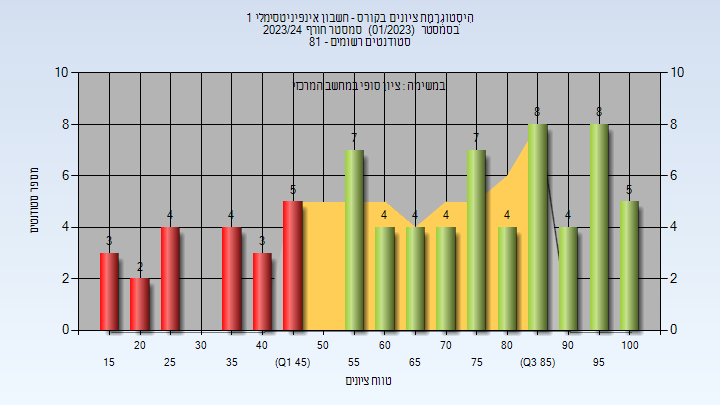 היסטוגרמת ציונים בקורס - חשבון אינפיניטסימלי 1
בסמסטר (01/2023) סמסטר חורף 2023/24
סטודנטים רשומים - 81
במשימה : ציון סופי במחשב המרכזי
10 10
8 8
6 6
4 4
2 2
0 0
מספר סטודנטים
3 2 4 4 3 5 7 4 4 4 7 4 8 4 8 5
20 30 40 50 60 70 80 90 100
15 25 35 (Q1 45) 55 65 75 (Q3 85) 95
טווח ציונים